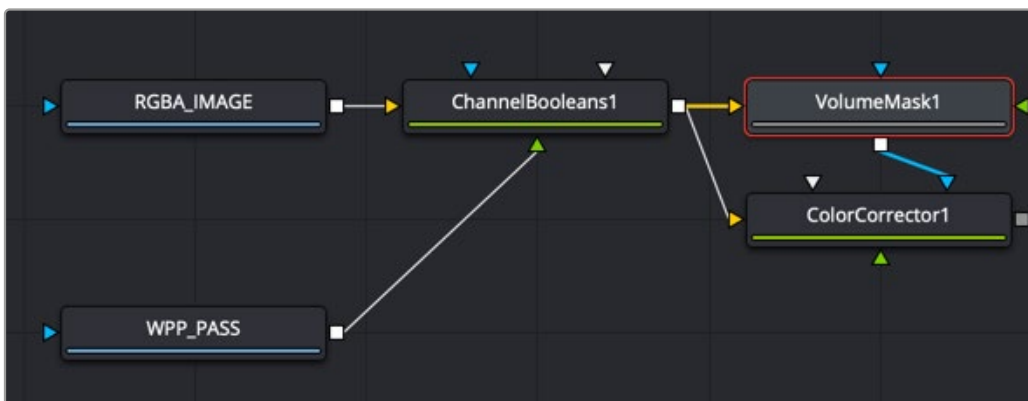 RGBA_IMAGE
ChannelBooleans1
VolumeMask1
ColorCorrector1
WPP_PASS